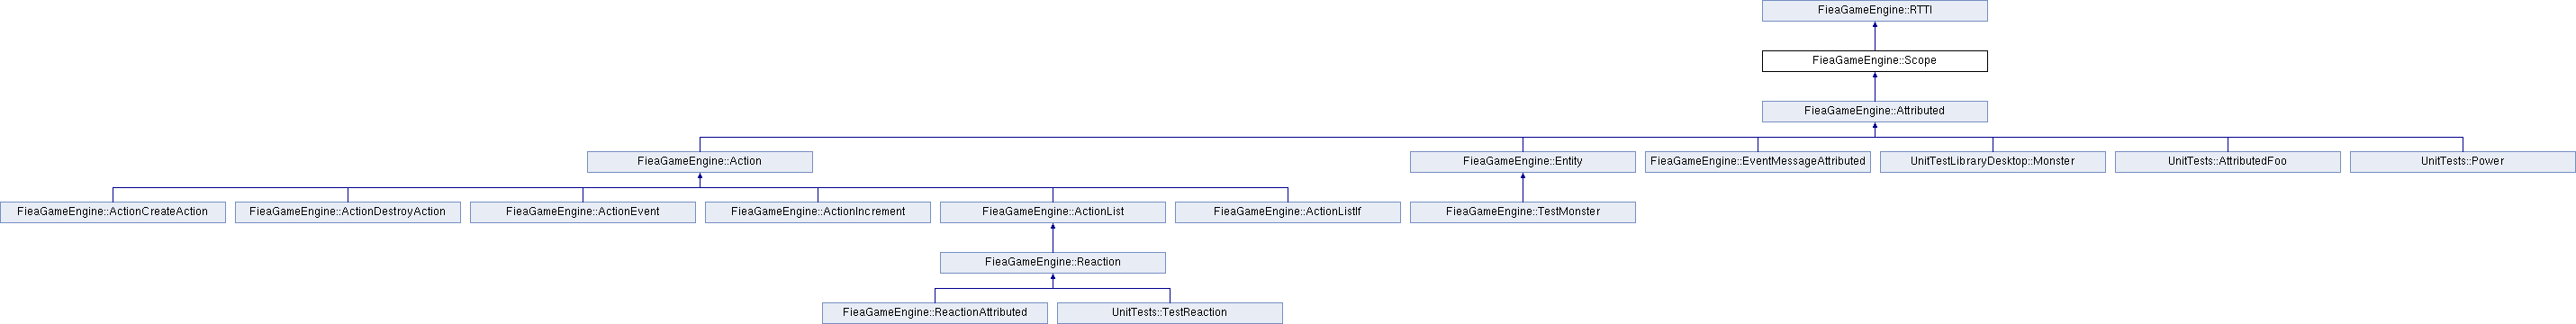 FieaGameEngine::RTTI
FieaGameEngine::Scope
FieaGameEngine::Attributed
FieaGameEngine::Action
FieaGameEngine::Entity
FieaGameEngine::EventMessageAttributed
UnitTestLibraryDesktop::Monster
UnitTests::AttributedFoo
UnitTests::Power
FieaGameEngine::ActionCreateAction
FieaGameEngine::ActionDestroyAction
FieaGameEngine::ActionEvent
FieaGameEngine::ActionIncrement
FieaGameEngine::ActionList
FieaGameEngine::ActionListIf
FieaGameEngine::TestMonster
FieaGameEngine::Reaction
FieaGameEngine::ReactionAttributed
UnitTests::TestReaction